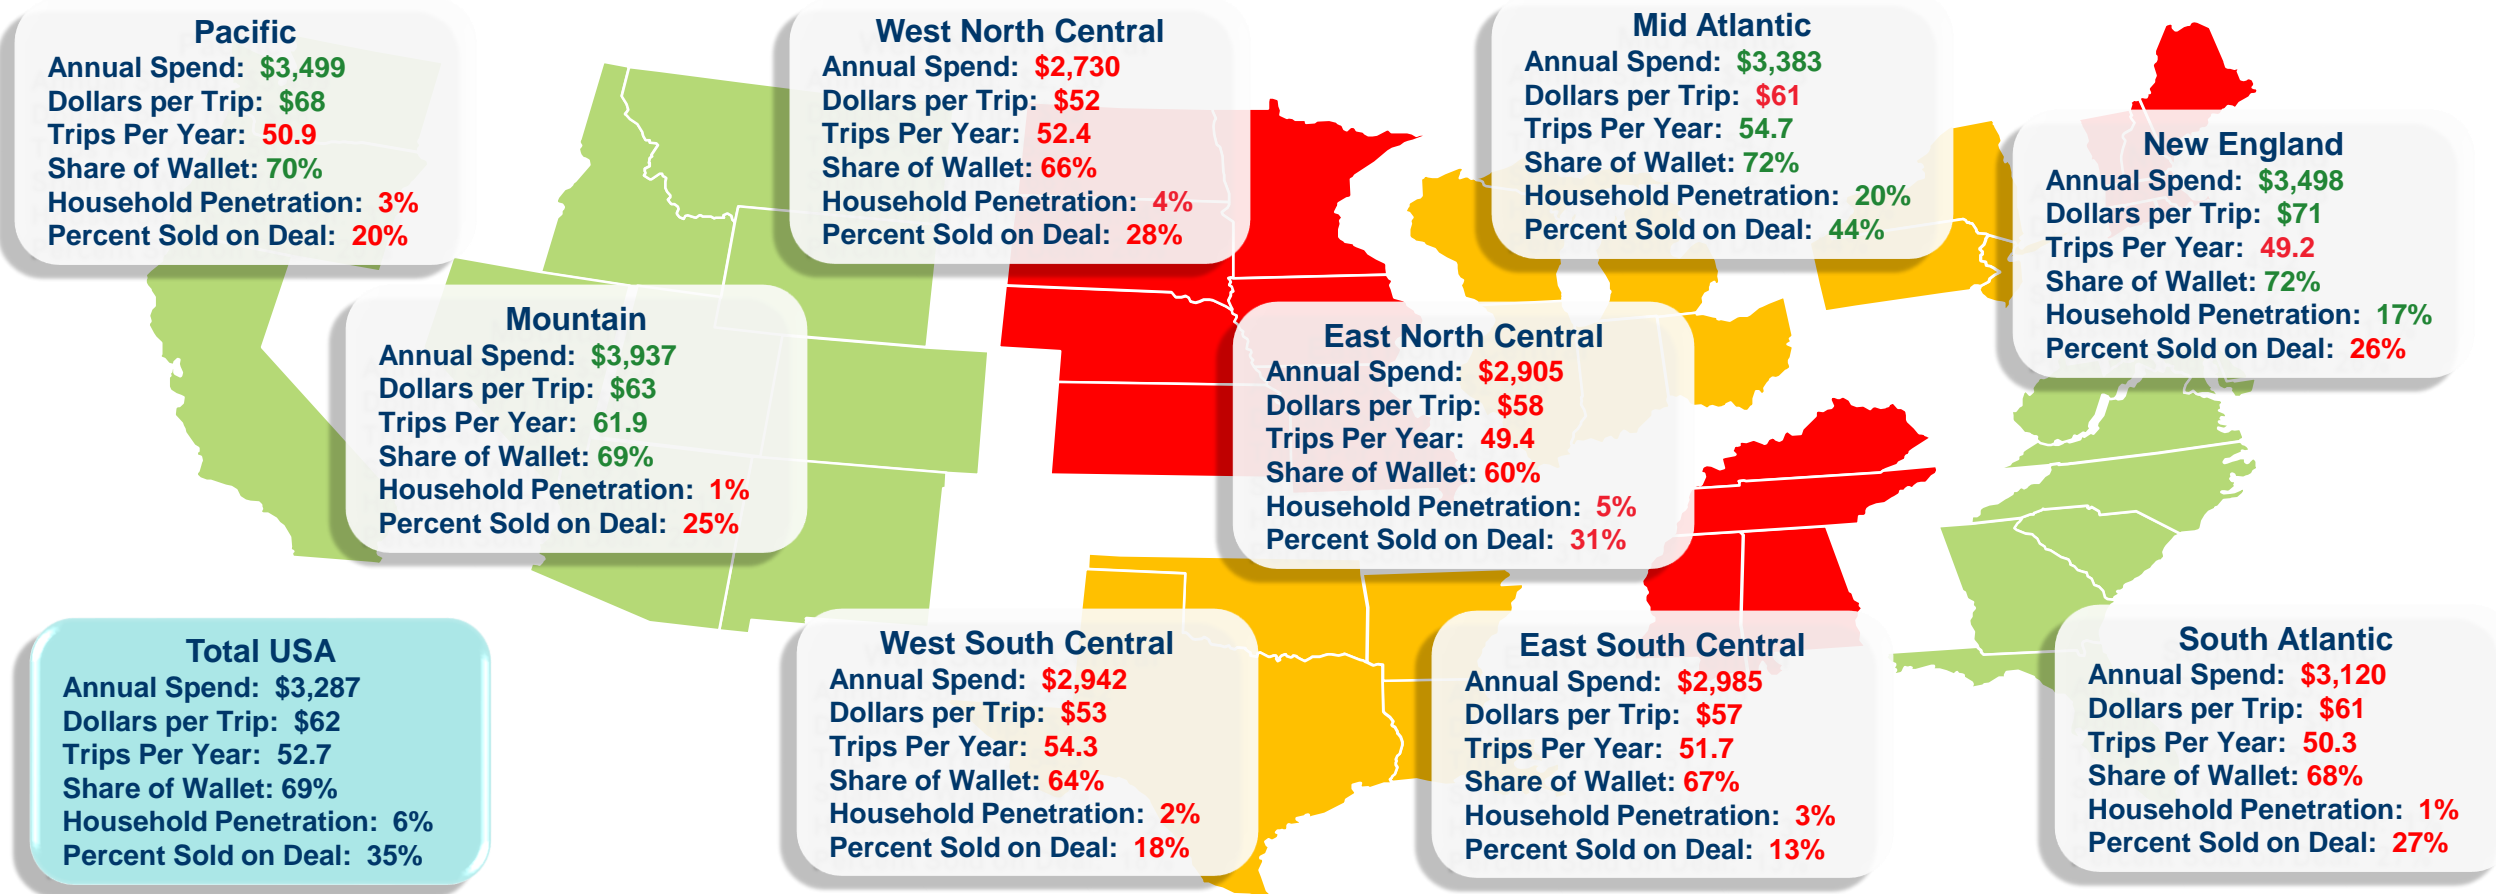 Pacific
Annual Spend: $3,499
Dollars per Trip: $68
Trips Per Year: 50.9
Share of Wallet: 70%
Household Penetration: 3%
Percent Sold on Deal: 20%
West North Central
Annual Spend: $2,730
Dollars per Trip: $52
Trips Per Year: 52.4
Share of Wallet: 66%
Household Penetration: 4%
Percent Sold on Deal: 28%
Mid Atlantic
Annual Spend: $3,383
Dollars per Trip: $61
Trips Per Year: 54.7
Share of Wallet: 72%
Household Penetration: 20%
Percent Sold on Deal: 44%
New England
Annual Spend: $3,498
Dollars per Trip: $71
Trips Per Year: 49.2
Share of Wallet: 72%
Household Penetration: 17%
Percent Sold on Deal: 26%
Mountain
Annual Spend: $3,937
Dollars per Trip: $63
Trips Per Year: 61.9
Share of Wallet: 69%
Household Penetration: 1%
Percent Sold on Deal: 25%
East North Central
Annual Spend: $2,905
Dollars per Trip: $58
Trips Per Year: 49.4
Share of Wallet: 60%
Household Penetration: 5%
Percent Sold on Deal: 31%
Total USA
Annual Spend: $3,287
Dollars per Trip: $62
Trips Per Year: 52.7
Share of Wallet: 69%
Household Penetration: 6%
Percent Sold on Deal: 35%
West South Central
Annual Spend: $2,942
Dollars per Trip: $53
Trips Per Year: 54.3
Share of Wallet: 64%
Household Penetration: 2%
Percent Sold on Deal: 18%
East South Central
Annual Spend: $2,985
Dollars per Trip: $57
Trips Per Year: 51.7
Share of Wallet: 67%
Household Penetration: 3%
Percent Sold on Deal: 13%
South Atlantic
Annual Spend: $3,120
Dollars per Trip: $61
Trips Per Year: 50.3
Share of Wallet: 68%
Household Penetration: 1%
Percent Sold on Deal: 27%